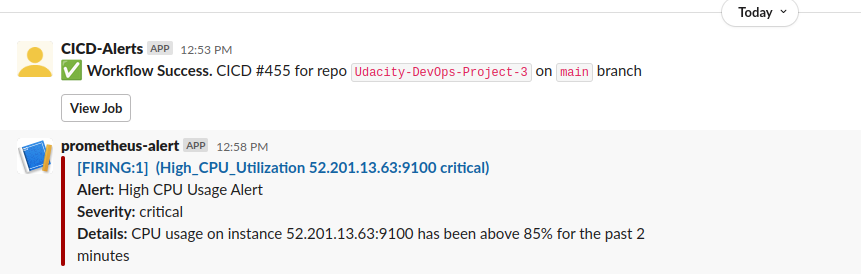 Today
CICD-Alerts APP 12:53 PM
✅ Workflow Success. CICD #455 for repo Udacity-DevOps-Project-3 on main branch
View Job
prometheus-alert APP 12:58 PM
[FIRING:1] (High_CPU_Utilization 52.201.13.63:9100 critical)
Alert: High CPU Usage Alert
Severity: critical
Details: CPU usage on instance 52.201.13.63:9100 has been above 85% for the past 2
minutes